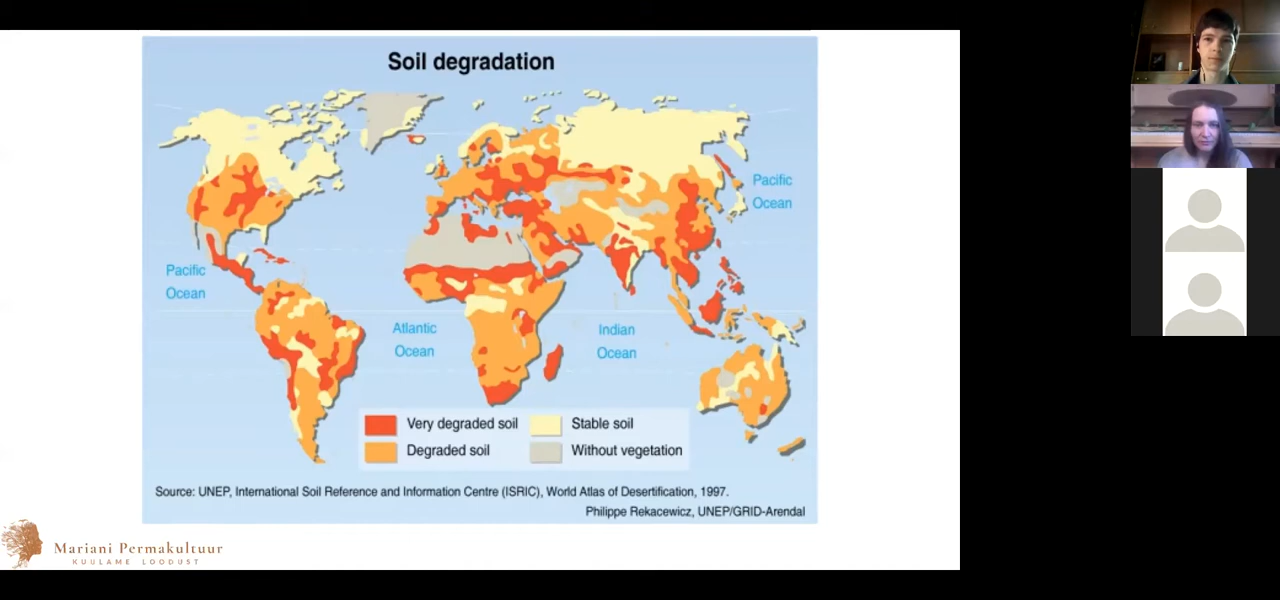 Soil degradation
Pacific
Ocean
Pacific
Ocean
Atlantic
Ocean
Indian
Ocean
Very degraded soil
Stable soil
Degraded soil
Without vegetation
Source: UNEP, International Soil Reference and Information Centre (ISRIC), World Atlas of Desertification, 1997.
Philippe Rekacewicz, UNEP/GRID-Arendal
Mariani Permakultuur
KUULAME LOODUST